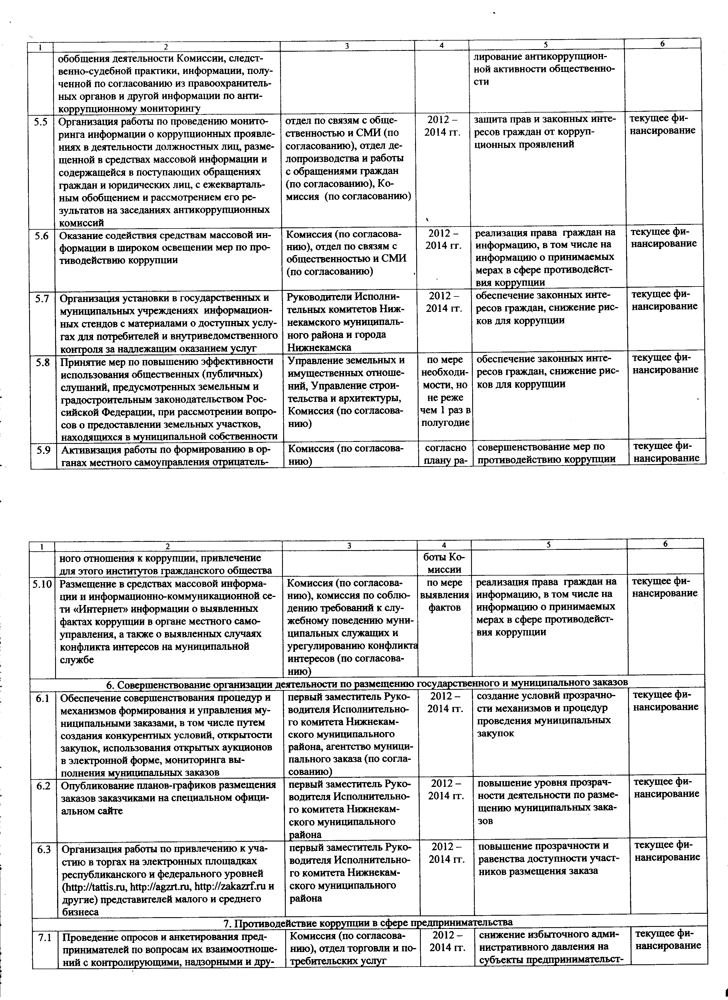 1 2 3 4 5 6
обобщения деятельности Комиссии, следст-
венно-судебной практики, информации, полу-
ченной по согласованию из правоохранитель-
ных органов и другой информации по анти-
коррупционному мониторингу
лирование антикоррупцион-
ной активности общественно-
сти
5.5
Организация работы по проведению монито-
ринга информации о коррупционных проявле-
ниях в деятельности должностных лиц, разме-
щенной в средствах массовой информации и
содержащейся в поступающих обращениях
граждан и юридических лиц, с ежекварталь-
ным обобщением и рассмотрением его ре-
зультатов на заседаниях антикоррупционных
комиссий
отдел по связям с обще-
ственностью и СМИ (по
согласованию), отдел де-
лопроизводства и работы
с обращениями граждан
(по согласованию), Ко-
миссия (по согласованию)
2012 –
2014 гг.
защита прав и законных инте-
ресов граждан от корруп-
ционных проявлений
текущее фи-
нансирование
5.6
Оказание содействия средствам массовой ин-
формации в широком освещении мер по про-
тиводействию коррупции
Комиссия (по согласова-
нию), отдел по связям с
общественностью и СМИ
(по согласованию)
2012 –
2014 гг.
реализация права граждан на
информацию, в том числе на
информацию о принимаемых
мерах в сфере противодейст-
вия коррупции
текущее фи-
нансирование
5.7
Организация установки в государственных и
муниципальных учреждениях информацион-
ных стендов с материалами о доступных услу-
гах для потребителей и внутриведомственного
контроля за надлежащим оказанием услуг
Руководители Исполни-
тельных комитетов Ниж-
некамского муниципаль-
ного района и города
Нижнекамска
2012 –
2014 гг.
обеспечение законных инте-
ресов граждан, снижение рис-
ков для коррупции
текущее фи-
нансирование
5.8
Принятие мер по повышению эффективности
использования общественных (публичных)
слушаний, предусмотренных земельным и
градостроительным законодательством Рос-
сийской Федерации, при рассмотрении вопро-
сов о предоставлении земельных участков,
находящихся в муниципальной собственности
Управление земельных и
имущественных отноше-
ний, Управление строи-
тельства и архитектуры,
Комиссия (по согласова-
нию)
по мере
необходи-
мости, но
не реже
чем 1 раз в
полугодие
обеспечение законных инте-
ресов граждан, снижение рис-
ков для коррупции
текущее фи-
нансирование
5.9
Активизация работы по формированию в ор-
ганах местного самоуправления отрицатель-
Комиссия (по согласова-
нию)
согласно
плану ра-
совершенствование мер по
противодействию коррупции
текущее фи-
нансирование
1 2 3 4 5 6
ного отношения к коррупции, привлечение
для этого институтов гражданского общества
боты Ко-
миссии
5.10
Размещение в средствах массовой информа-
ции и информационно-коммуникационной се-
ти «Интернет» информации о выявленных
фактах коррупции в органе местного само-
управления, а также о выявленных случаях
конфликта интересов на муниципальной
службе
Комиссия (по согласова-
нию), комиссия по соблю-
дению требований к слу-
жебному поведению муни-
ципальных служащих и
урегулированию конфликта
интересов (по согласова-
нию)
по мере
выявления
фактов
реализация права граждан на
информацию, в том числе на
информацию о принимаемых
мерах в сфере противодейст-
вия коррупции
текущее фи-
нансирование
6. Совершенствование организации деятельности по размещению государственного и муниципального заказов
6.1
Обеспечение совершенствования процедур и
механизмов формирования и управления му-
ниципальными заказами, в том числе путем
создания конкурентных условий, открытости
закупок, использования открытых аукционов
в электронной форме, мониторинга вы-
полнения муниципальных заказов
первый заместитель Руко-
водителя Исполнительно-
го комитета Нижнекам-
ского муниципального
района, агентство муници-
пального заказа (по согла-
сованию)
2012 –
2014 гг.
создание условий прозрачно-
сти механизмов и процедур
проведения муниципальных
закупок
текущее фи-
нансирование
6.2
Опубликование планов-графиков размещения
заказов заказчиками на специальном офици-
альном сайте
первый заместитель Руко-
водителя Исполнительно-
го комитета Нижнекам-
ского муниципального
района
2012 –
2014 гг.
повышение уровня прозрач-
ности деятельности по разме-
щению муниципальных зака-
зов
текущее фи-
нансирование
6.3
Организация работы по привлечению к уча-
стию в торгах на электронных площадках
республиканского и федерального уровней
(http://tattis.ru, http://agzrt.ru, http://zakazrf.ru и
другие) представителей малого и среднего
бизнеса
первый заместитель Руко-
водителя Исполнительно-
го комитета Нижнекам-
ского муниципального
района
2012 –
2014 гг.
повышение прозрачности и
равенства доступности участ-
ников размещения заказа
текущее фи-
нансирование
7. Противодействие коррупции в сфере предпринимательства
7.1
Проведение опросов и анкетирования пред-
принимателей по вопросам их взаимоотноше-
ний с контролирующими, надзорными и дру-
Комиссия (по согласова-
нию), отдел торговли и по-
требительских услуг
2012 –
2014 гг.
снижение избыточного адми-
нистративного давления на
субъекты предпринимательст-
текущее фи-
нансирование